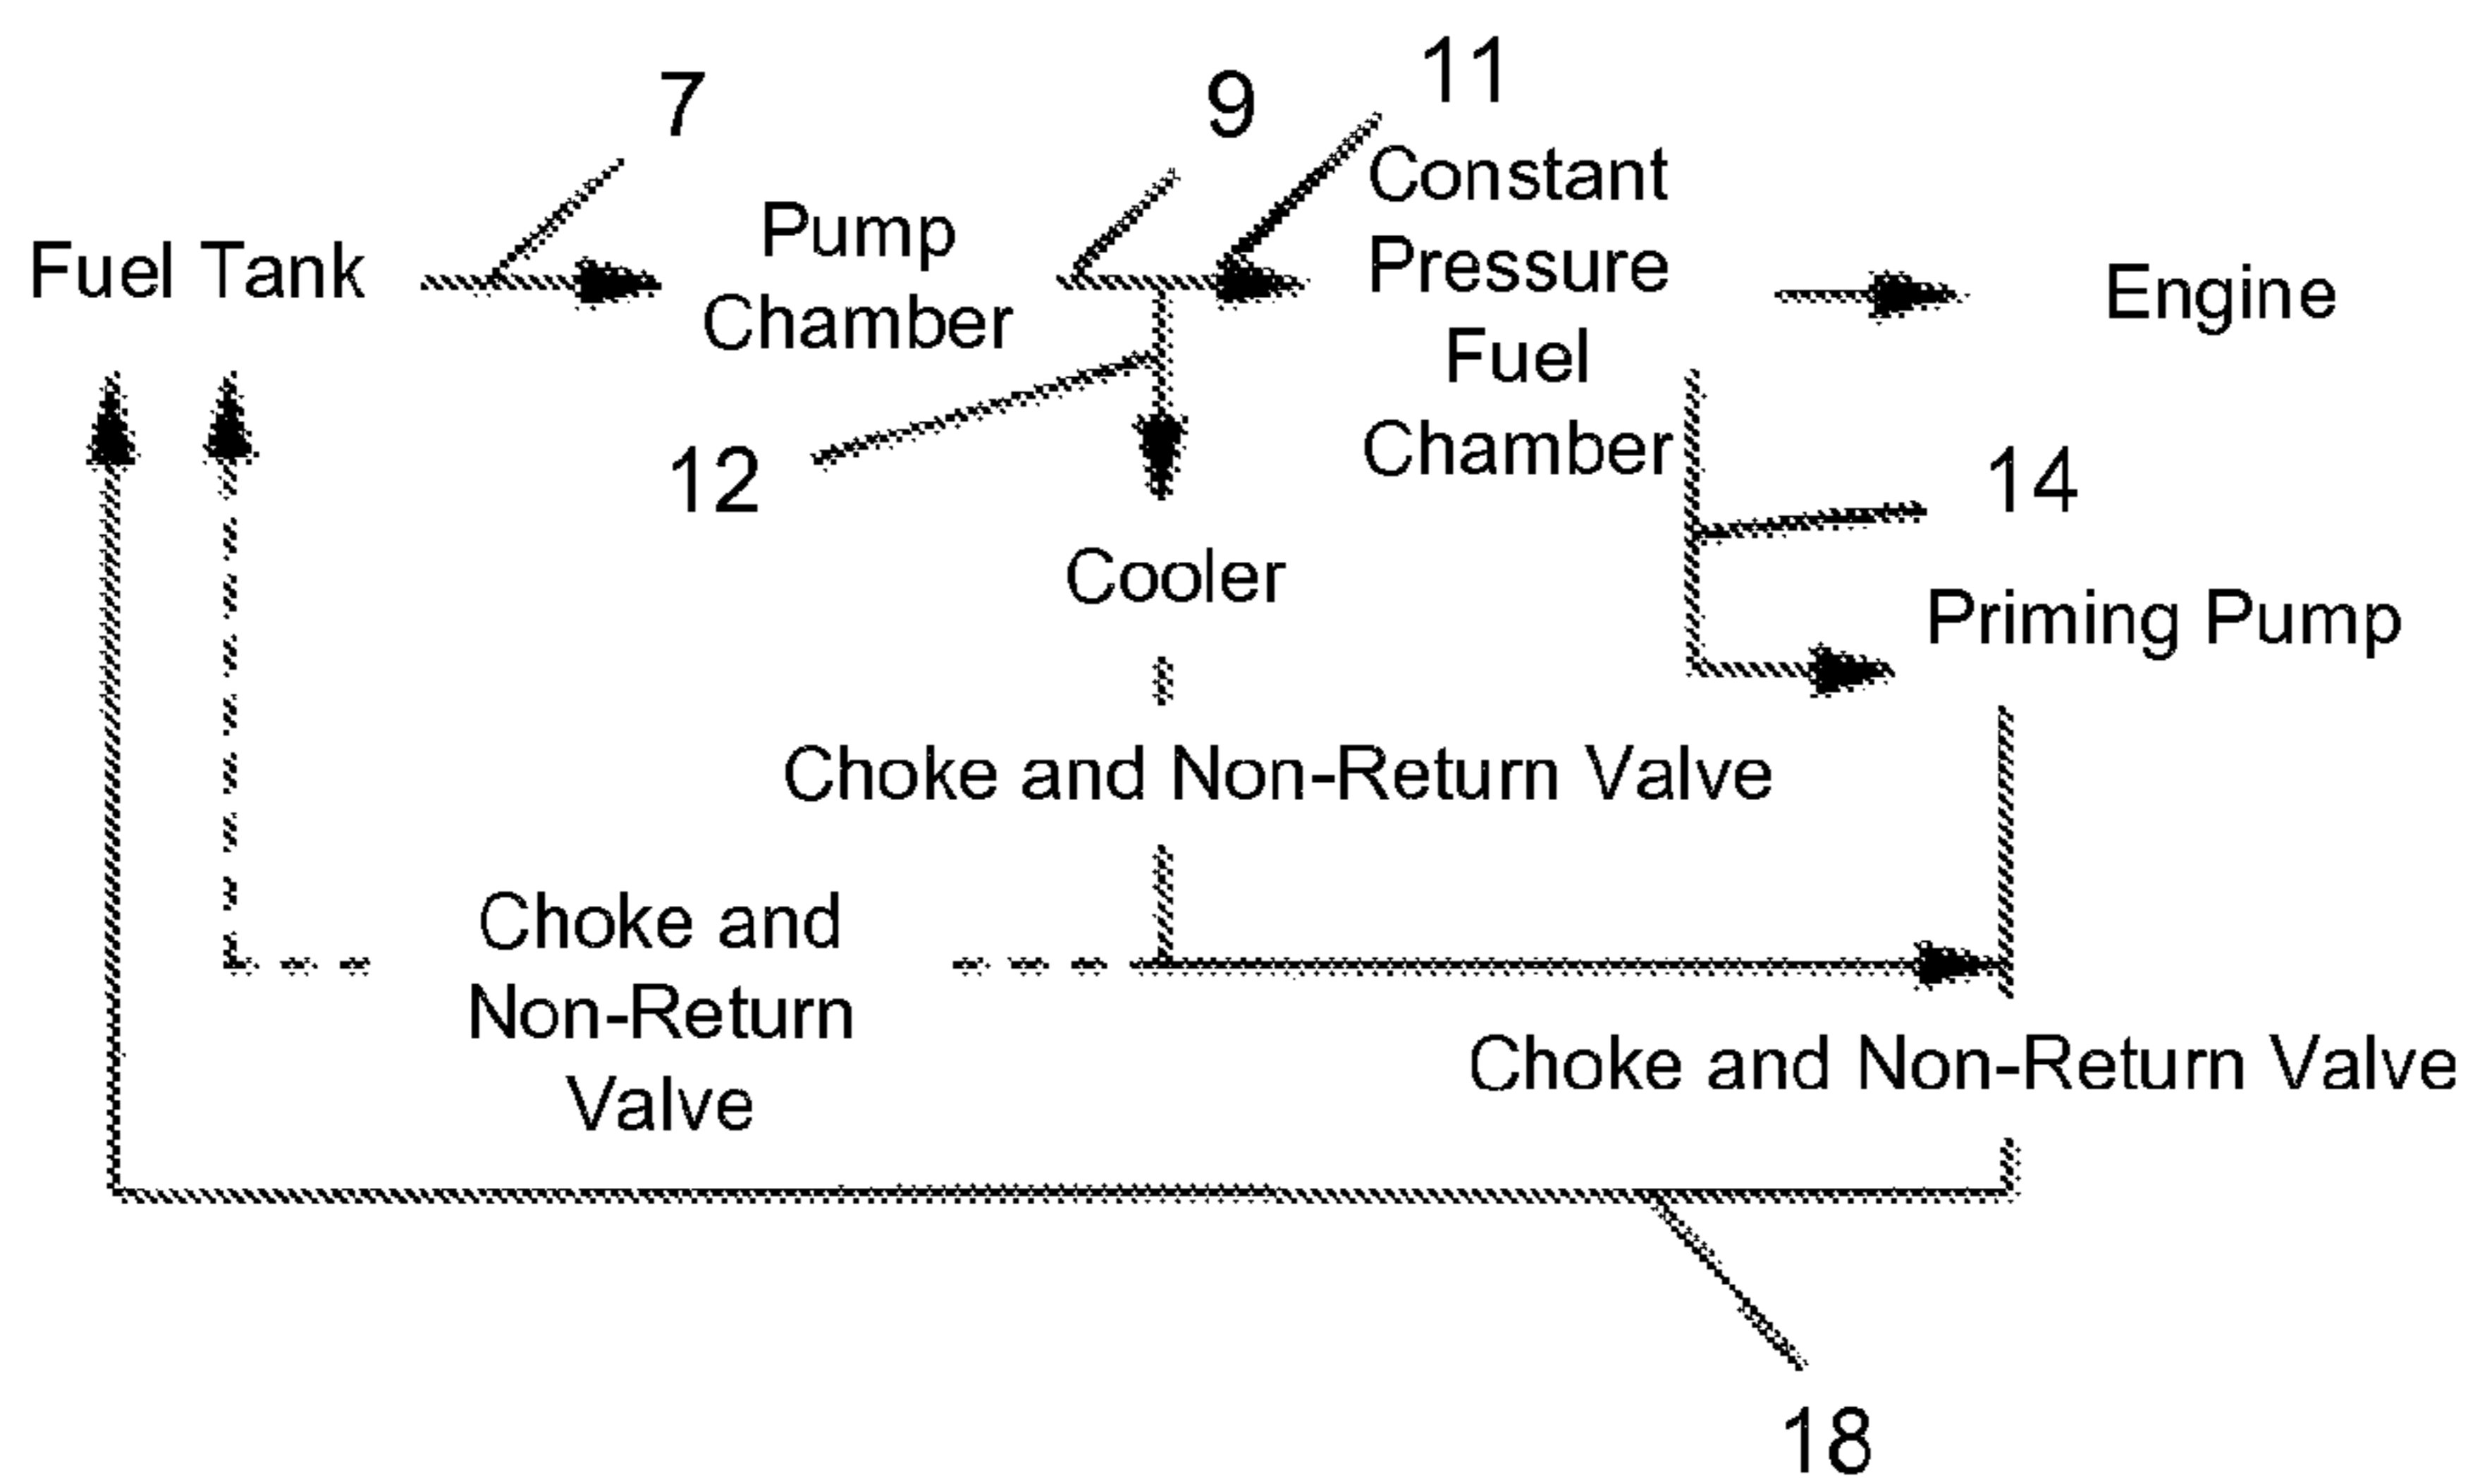 7
9
11
Fuel Tank
Pump
Chamber
Constant
Pressure
Fuel
Chamber
Engine
12
14
Cooler
Priming Pump
Choke and Non-Return Valve
Choke and
Non-Return
Valve
Choke and Non-Return Valve
18